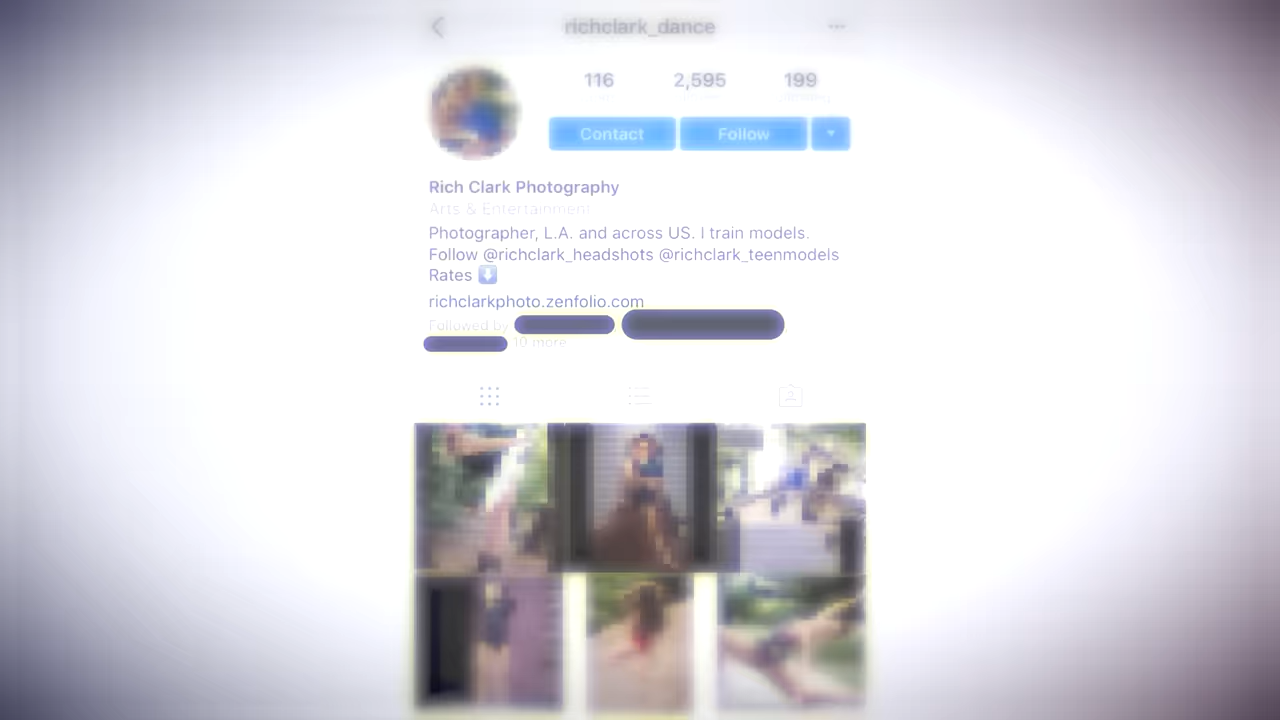 richclark_dance
116 2,595 199
Contact Follow
Rich Clark Photography
Arts & Entertainment
Photographer, L.A. and across US. I train models.
Follow @richclark_headshots @richclark_teenmodels
Rates
richclarkphoto.zenfolio.com
Followed by
10 more